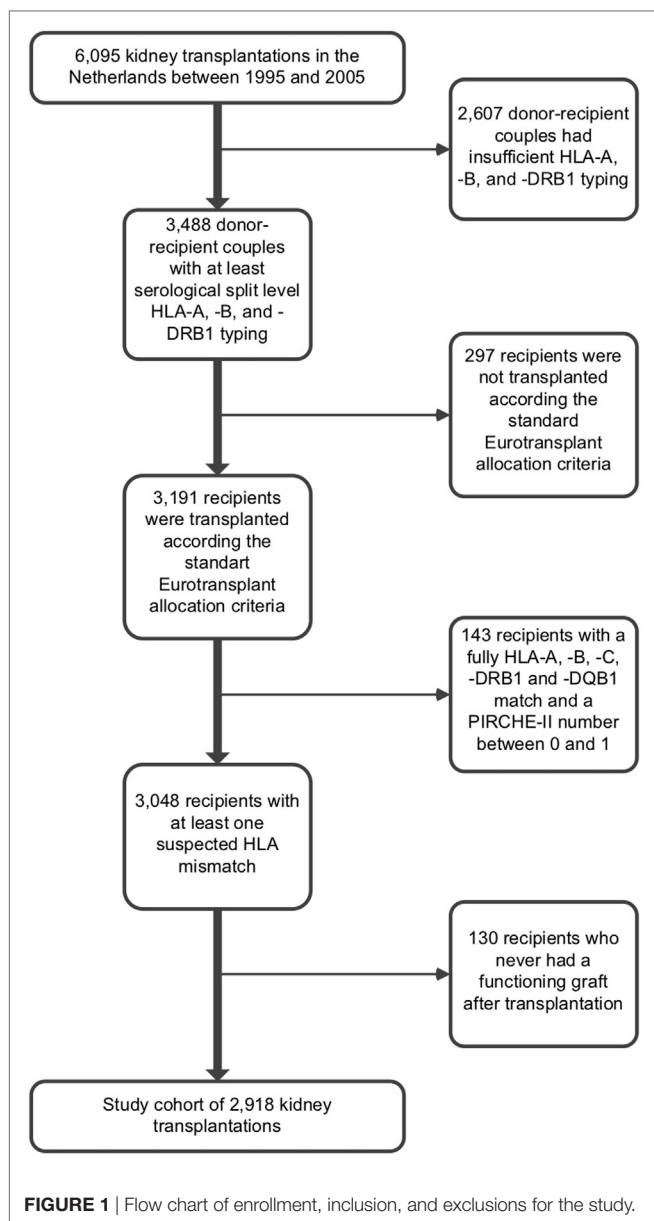 6,095 kidney transplantations in the
Netherlands between 1995 and 2005
2,607 donor-recipient
couples had
insufficient HLA-A,
-B, and -DRB1 typing
3,488 donor-
recipient couples
with at least
serological split level
HLA-A, -B, and -
DRB1 typing
297 recipients were
not transplanted
according the
standard
Eurotransplant
allocation criteria
3,191 recipients
were transplanted
according the
standart
Eurotransplant
allocation criteria
143 recipients with a
fully HLA-A, -B, -C,
-DRB1 and -DQB1
match and a
PIRCHE-II number
between 0 and 1
3,048 recipients with
at least one
suspected HLA
mismatch
130 recipients who
never had a
functioning graft
after transplantation
Study cohort of 2,918 kidney
transplantations
FIGURE 1 | Flow chart of enrollment, inclusion, and exclusions for the study.